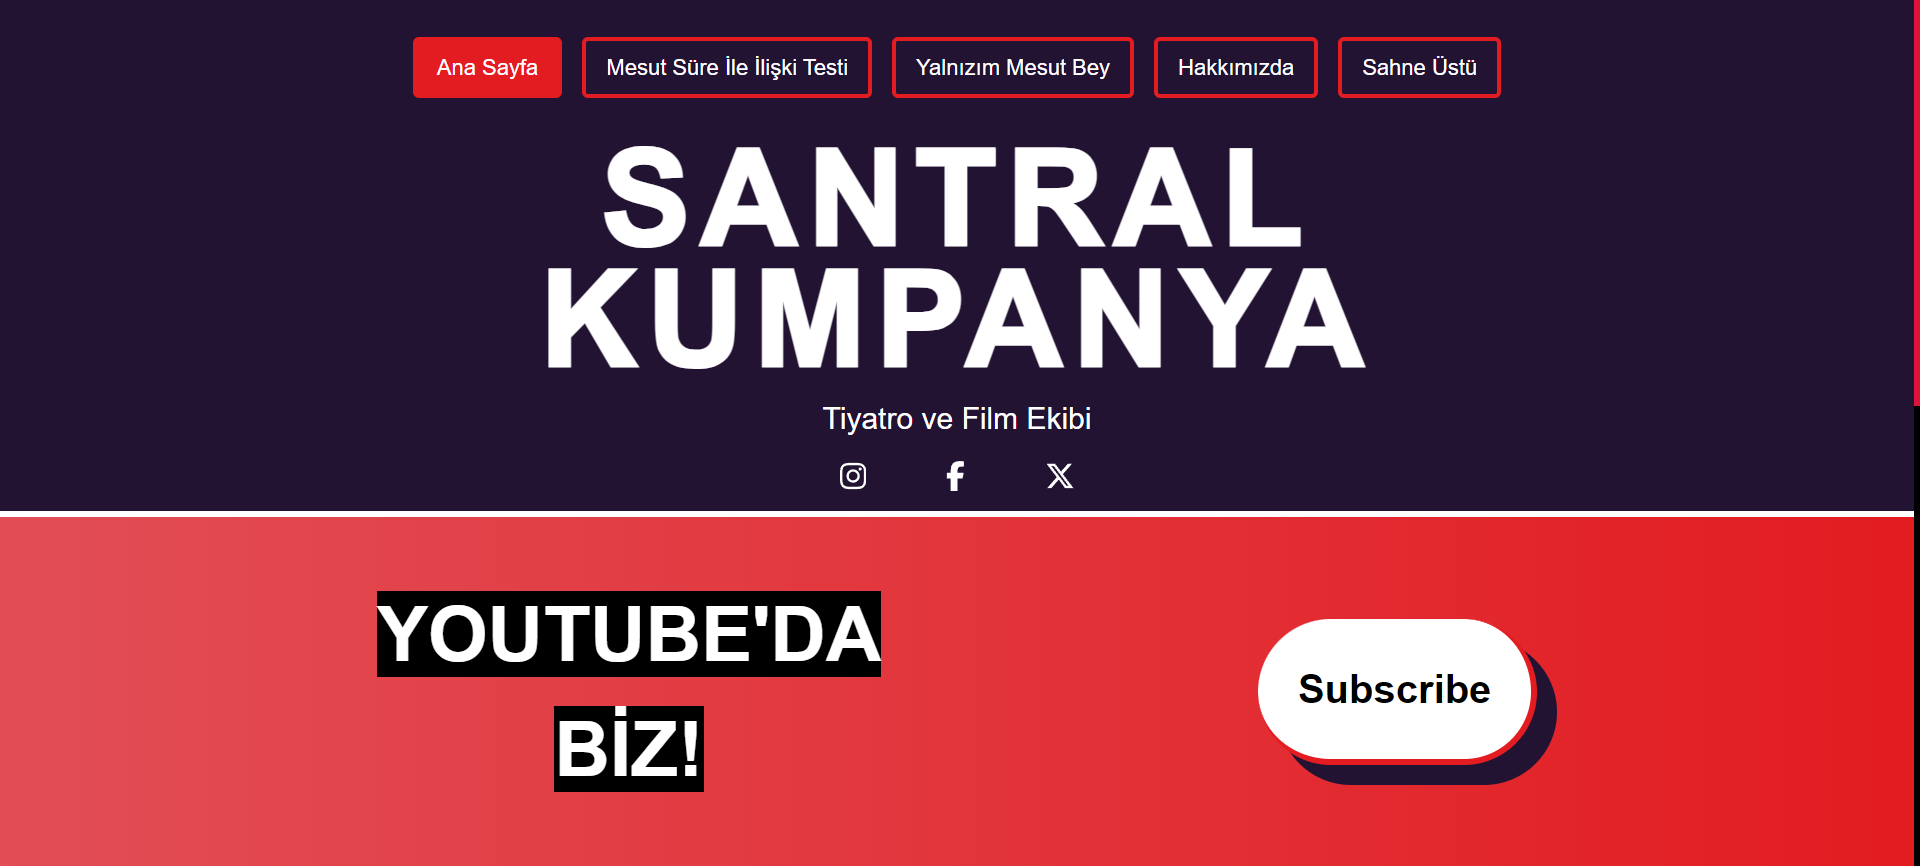 Ana Sayfa
Mesut Süre İle İlişki Testi
Yalnızım Mesut Bey
Hakkımızda
Sahne Üstü
SANTRAL
KUMPANYA
Tiyatro ve Film Ekibi
YOUTUBE'DA
BİZ!
Subscribe